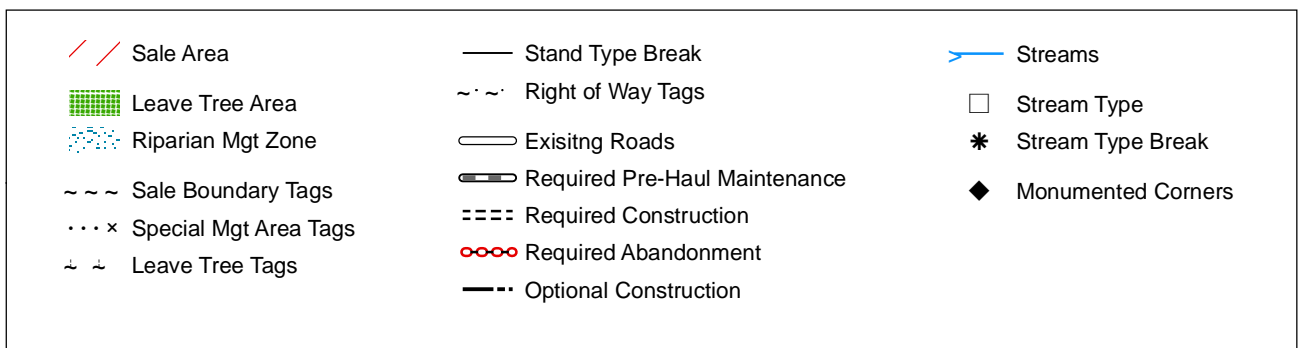 Sale Area
Leave Tree Area
Riparian Mgt Zone
Sale Boundary Tags
Special Mgt Area Tags
Leave Tree Tags
Stand Type Break
Right of Way Tags
Exisitng Roads
Required Pre-Haul Maintenance
Required Construction
Required Abandonment
Optional Construction
Streams
Stream Type
Stream Type Break
Monumented Corners